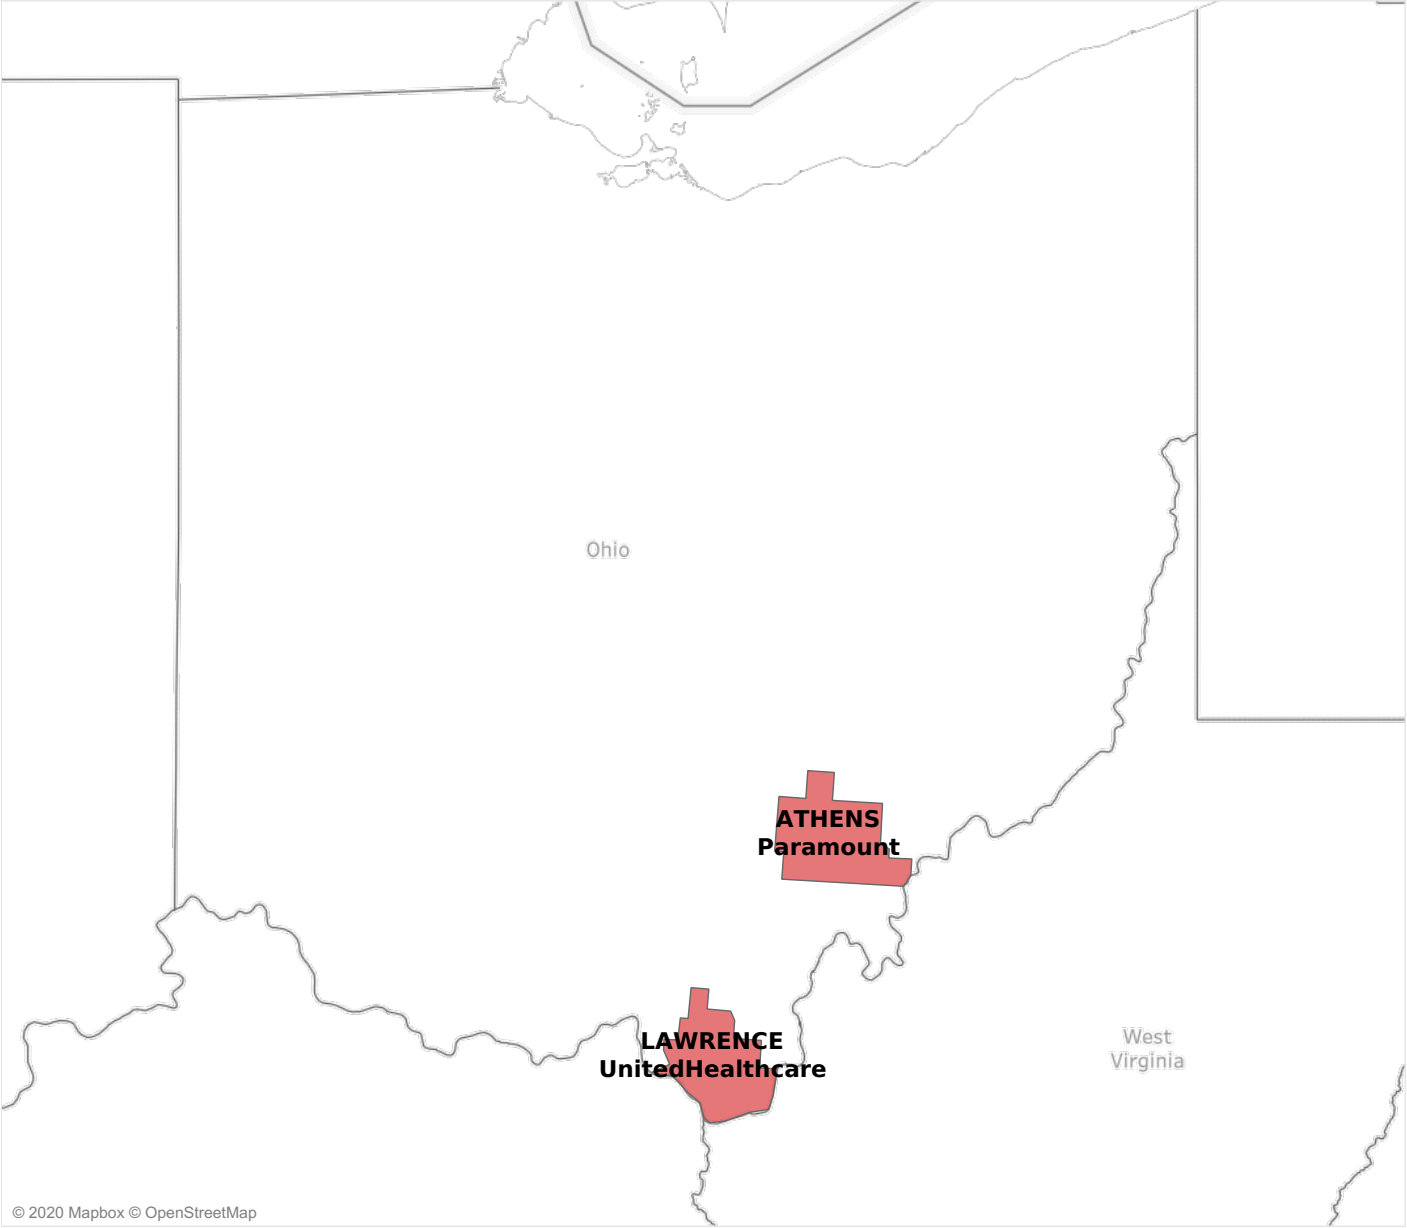 Ohio
ATHENS
Paramount
LAWRENCE
UnitedHealthcare
West
Virginia
© 2020 Mapbox © OpenStreetMap